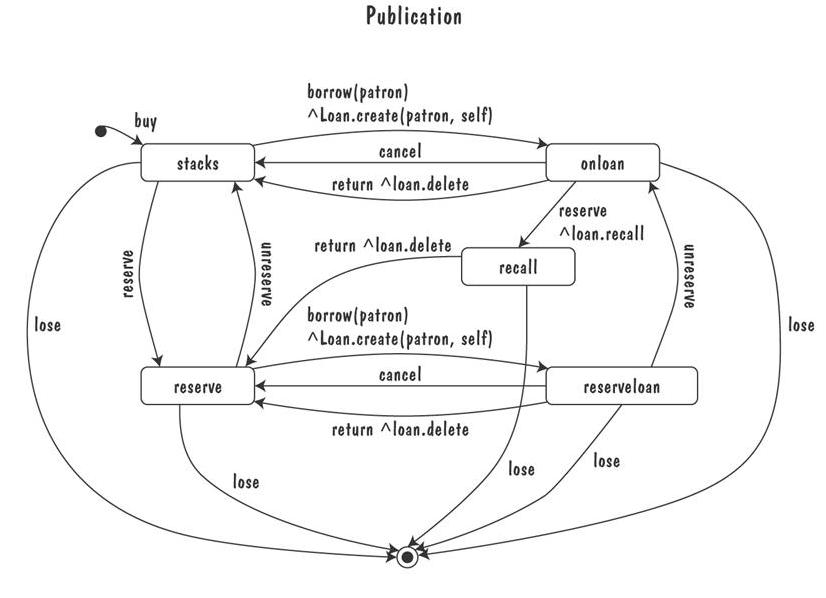 Publication
buy
borrow(patron)
^Loan.create(patron, self)
stacks
cancel
onloan
return ^loan.delete
reserve
^loan.recall
reserve
unreserve
return ^loan.delete
recall
unreserve
lose
borrow(patron)
^Loan.create(patron, self)
lose
reserve
cancel
reserveloan
return ^loan.delete
lose
lose
lose